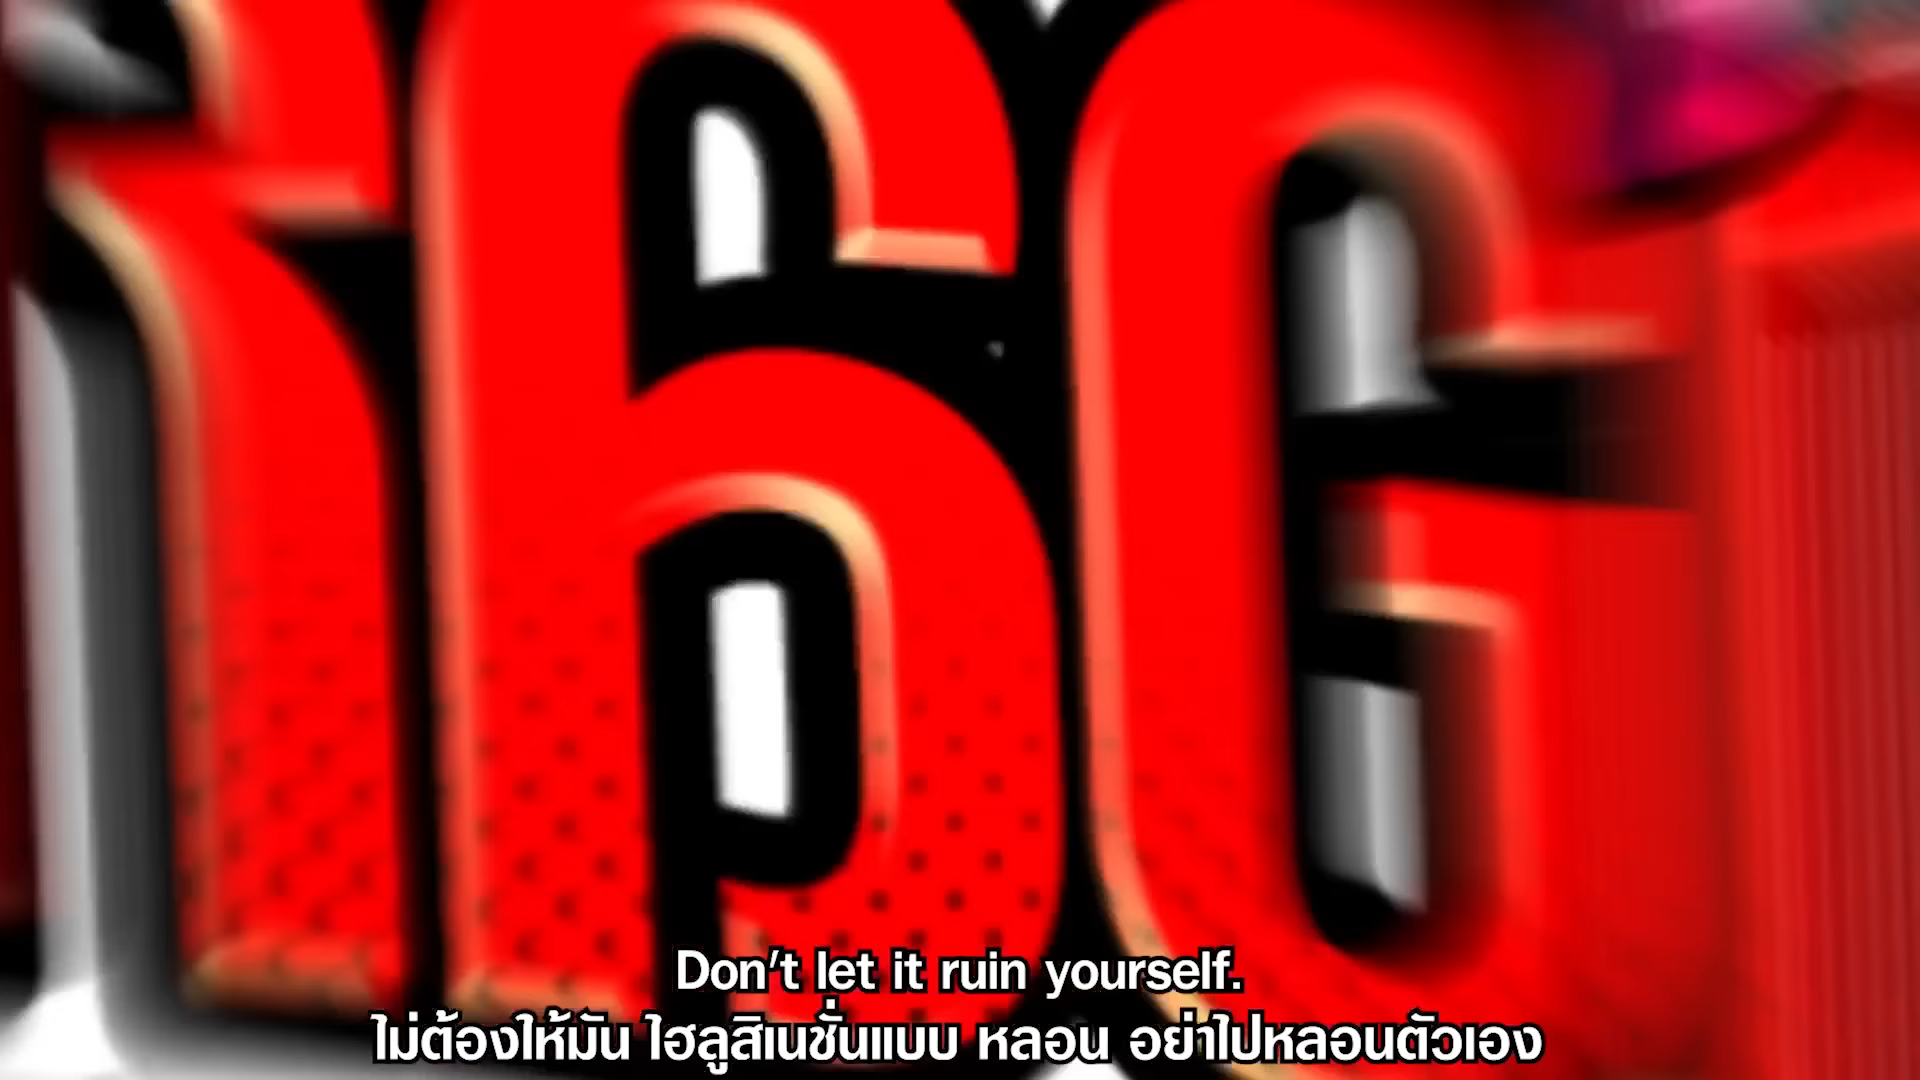 6G
Don't let it ruin yourself.
ไม่ต้องให้มัน ไฮลูสิเนชั่นแบบ หลอน อย่าไปหลอนตัวเอง